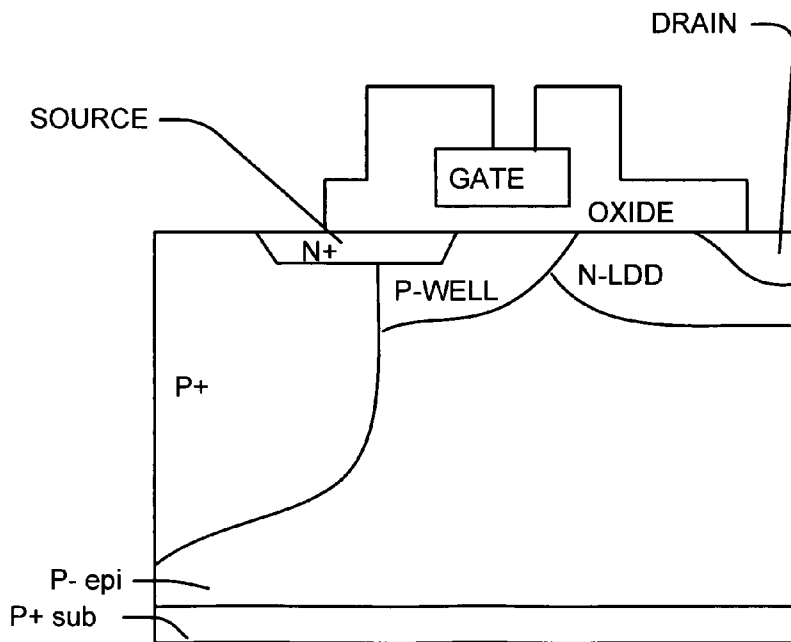 DRAIN
SOURCE
GATE
OXIDE
N+
P-WELL
N-LDD
P+
P- epi
P+ sub